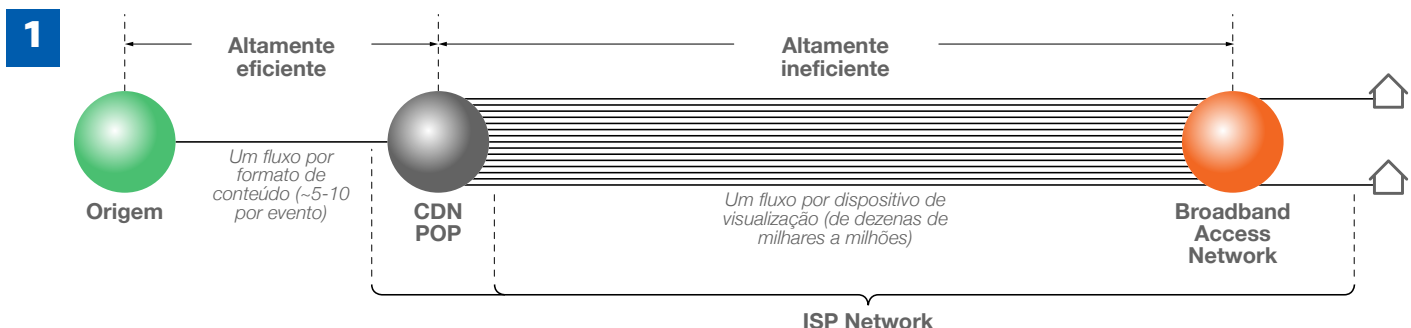 1
Altamente
eficiente
Altamente
ineficiente
Um fluxo por
formato de
conteúdo (~5-10
por evento)
Origem
CDN
POP
Um fluxo por dispositivo de
visualização (de dezenas de
milhares a milhões)
Broadband
Access
Network
ISP Network